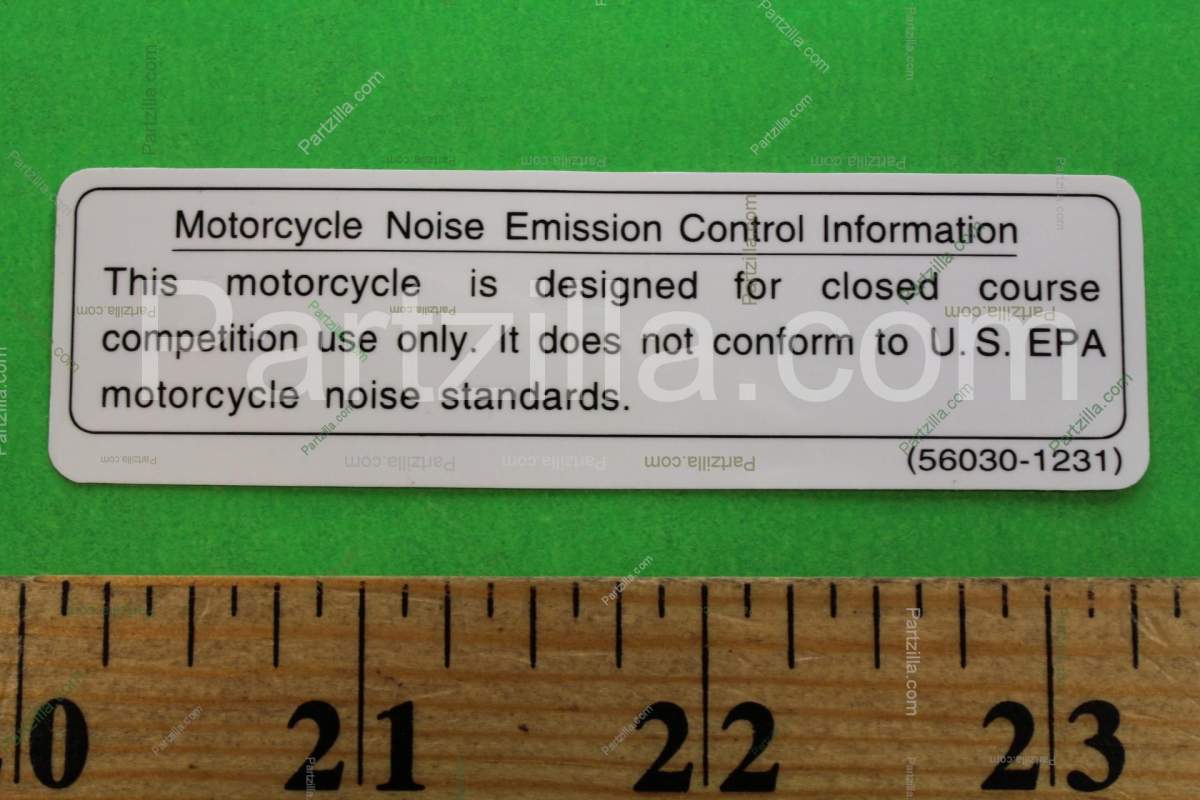 Motorcycle Noise Emission Control Information
This motorcycle is designed for closed course
competition use only. It does not conform to U.S. EPA
motorcycle noise standards.
(56030-1231)
Partzilla.com
0 21 22 23